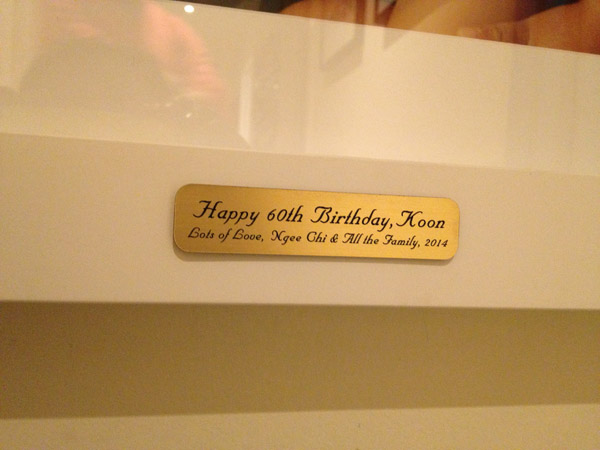 Happy 60th Birthday, Koon
Lots of Love, Ngee Chi & All the Family, 2014